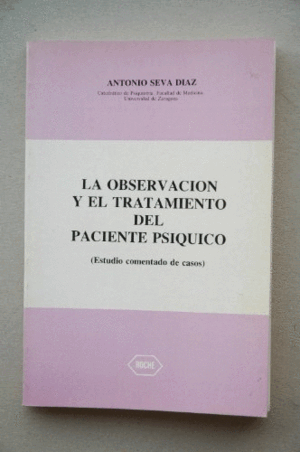 ANTONIO SEVA DIAZ
Catedrático de Psiquiatría. Facultad de Medicina.
Universidad de Zaragoza.
LA OBSERVACION
Y EL TRATAMIENTO
DEL
PACIENTE PSIQUICO
(Estudio comentado de casos)
ROCHE